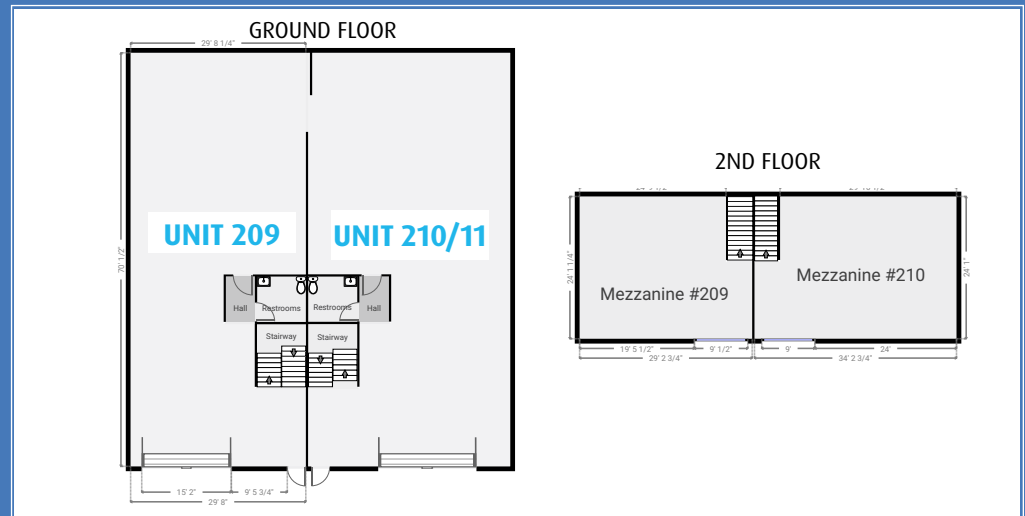 GROUND FLOOR
29' 8 1/4"
70' 1/2"
UNIT 209
UNIT 210/11
Hall
Restrooms
Restrooms
Hall
Stairway
Stairway
15' 2"
9' 5 3/4"
29' 8"
2ND FLOOR
24' 1 1/4"
Mezzanine #209
Mezzanine #210
24' 1"
19' 5 1/2"
9' 1/2"
9'
24'
29' 2 3/4"
34' 2 3/4"